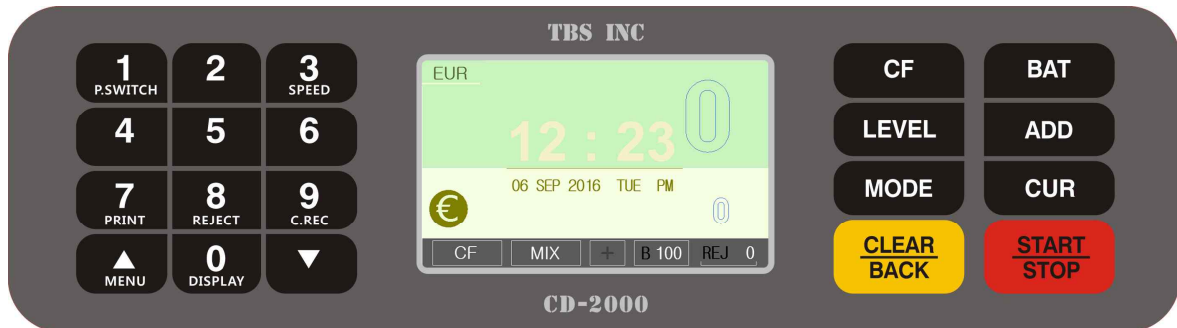 TBS INC
1
P.SWITCH
2
3
SPEED
4
5
6
7
PRINT
8
REJECT
9
C.REC
MENU
0
DISPLAY
EUR
0
12 : 23
06 SEP 2016 TUE PM
€
0
CF
MIX
+
B 100
REJ 0
CD-2000
CF
BAT
LEVEL
ADD
MODE
CUR
CLEAR
BACK
START
STOP